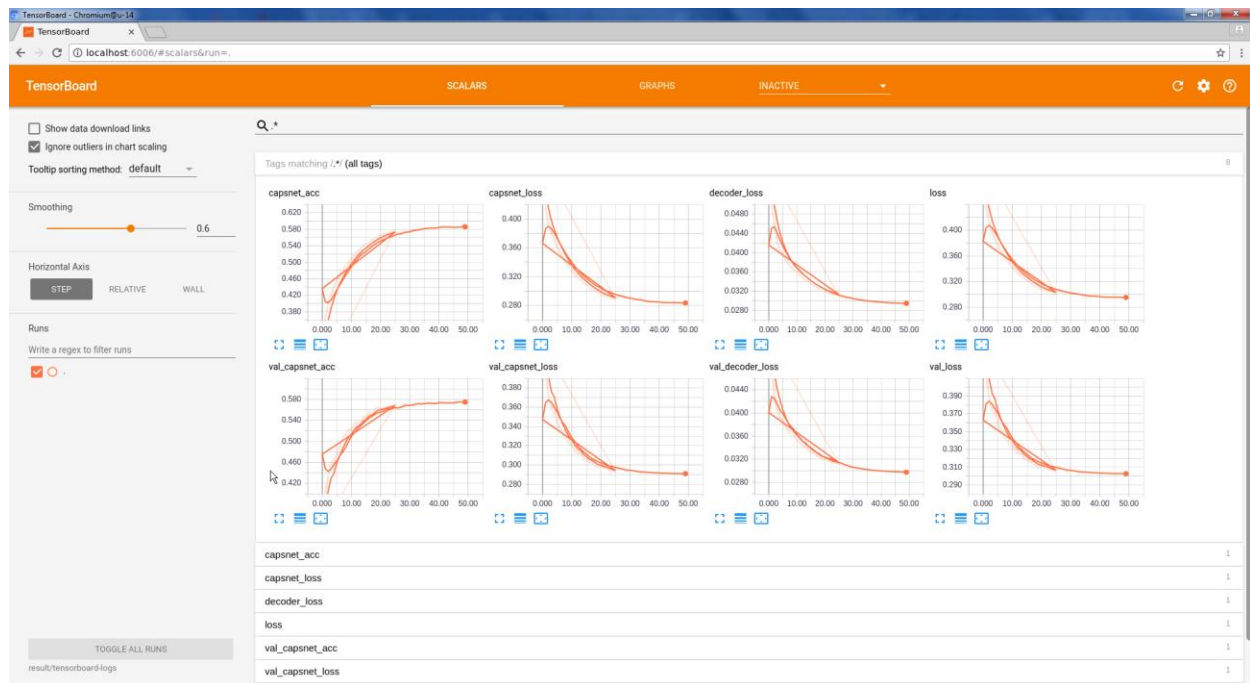 TensorBoard - Chromium@u-14
TensorBoard
localhost:6006/#scalars&run=.
TensorBoard SCALARS GRAPHS INACTIVE
Show data download links
Ignore outliers in chart scaling
Tooltip sorting method: default
Smoothing
0.6
Horizontal Axis
STEP RELATIVE WALL
Runs
Write a regex to filter runs
.
TOGGLE ALL RUNS
result/tensorboard-logs
.*
Tags matching /.*/ (all tags) 8
capsnet_acc
0.620
0.580
0.540
0.500
0.460
0.420
0.380
0.000 10.00 20.00 30.00 40.00 50.00
capsnet_loss
0.400
0.360
0.320
0.280
0.000 10.00 20.00 30.00 40.00 50.00
decoder_loss
0.0480
0.0440
0.0400
0.0360
0.0320
0.0280
0.000 10.00 20.00 30.00 40.00 50.00
loss
0.400
0.360
0.320
0.280
0.000 10.00 20.00 30.00 40.00 50.00
val_capsnet_acc
0.580
0.540
0.500
0.460
0.420
0.000 10.00 20.00 30.00 40.00 50.00
val_capsnet_loss
0.380
0.360
0.340
0.320
0.300
0.280
0.000 10.00 20.00 30.00 40.00 50.00
val_decoder_loss
0.0440
0.0400
0.0360
0.0320
0.0280
0.000 10.00 20.00 30.00 40.00 50.00
val_loss
0.390
0.370
0.350
0.330
0.310
0.290
0.000 10.00 20.00 30.00 40.00 50.00
capsnet_acc 1
capsnet_loss 1
decoder_loss 1
loss 1
val_capsnet_acc 1
val_capsnet_loss 1